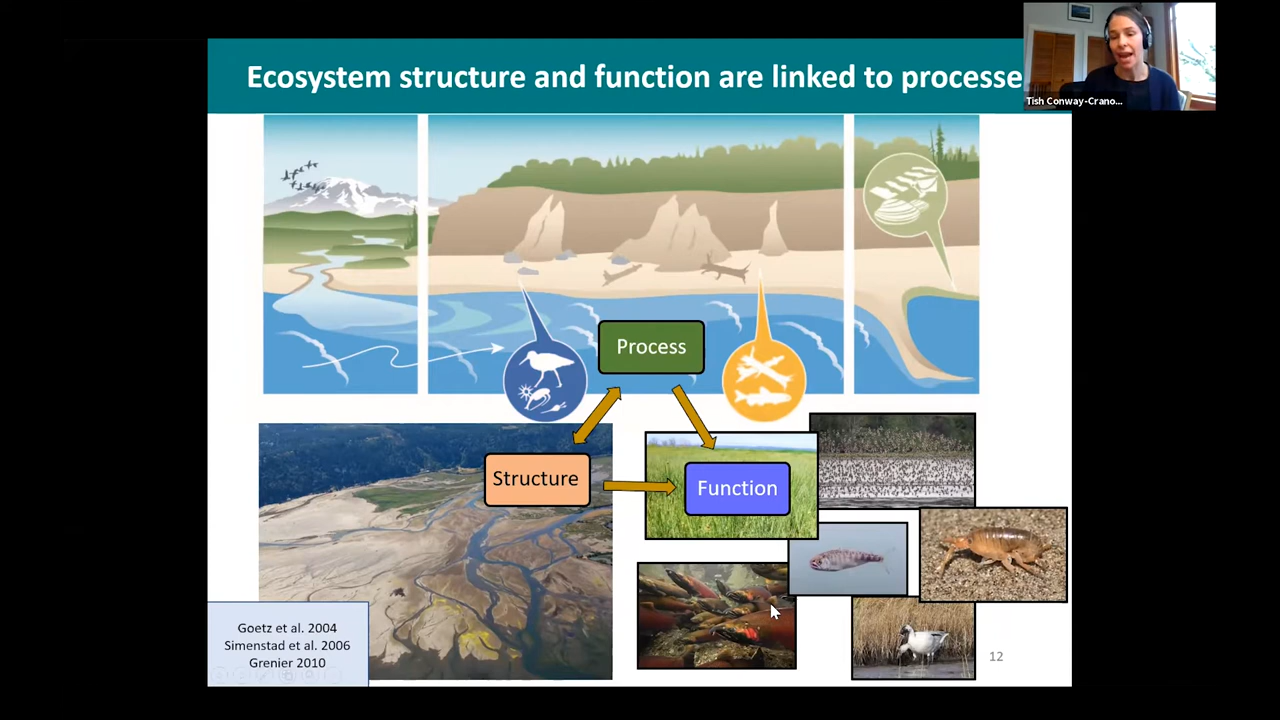 Ecosystem structure and function are linked to processe
Tish Conway-Crano...
Process
Structure
Function
Goetz et al. 2004
Simenstad et al. 2006
Grenier 2010
12